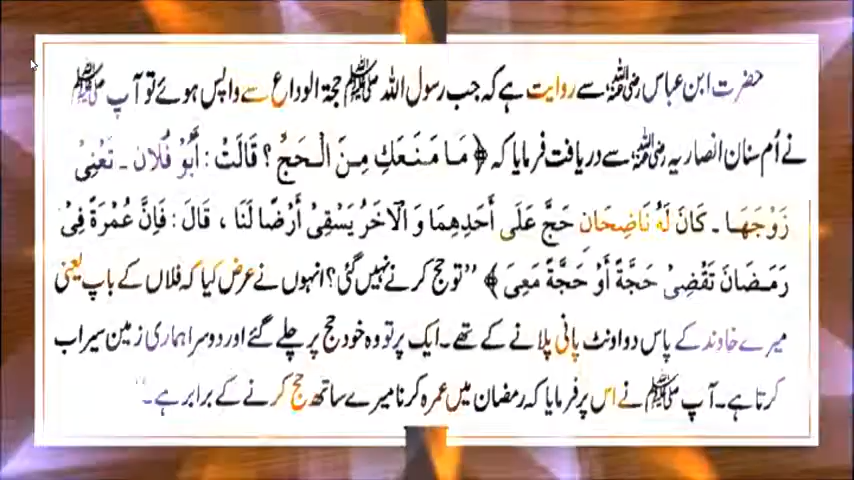 حضرت ابن عباس رضی اللہ عنہ سے روایت ہے کہ جب رسول اللہ ﷺ حجۃ الوداع سے واپس ہوئے تو آپ ﷺ
نے اُم سنان انصاریہ رضی اللہ عنہا سے دریافت فرمایا کہ ﴿ مَا مَنَعَكِ مِنَ الْحَجِّ ؟ قَالَتْ : أَبُوْ فُلَانٍ ۔ تَعْنِیْ
زَوْجَهَا ۔ كَانَ لَهٗ نَاضِحَانِ حَجَّ عَلَى أَحَدِهِمَا وَ الْآخَرُ يَسْقِیْ أَرْضًا لَنَا ، قَالَ : فَإِنَّ عُمْرَةً فِیْ
رَمَضَانَ تَقْضِیْ حَجَّةً أَوْ حَجَّةً مَعِیَ ﴾ ”تو حج کرنے نہیں گئی؟ انہوں نے عرض کیا کہ فلاں کے باپ یعنی
میرے خاوند کے پاس دو اونٹ پانی پلانے کے تھے۔ ایک پر تو وہ خود حج پر چلے گئے اور دوسرا ہماری زمین سیراب
کرتا ہے۔ آپ ﷺ نے اس پر فرمایا کہ رمضان میں عمرہ کرنا میرے ساتھ حج کرنے کے برابر ہے۔“